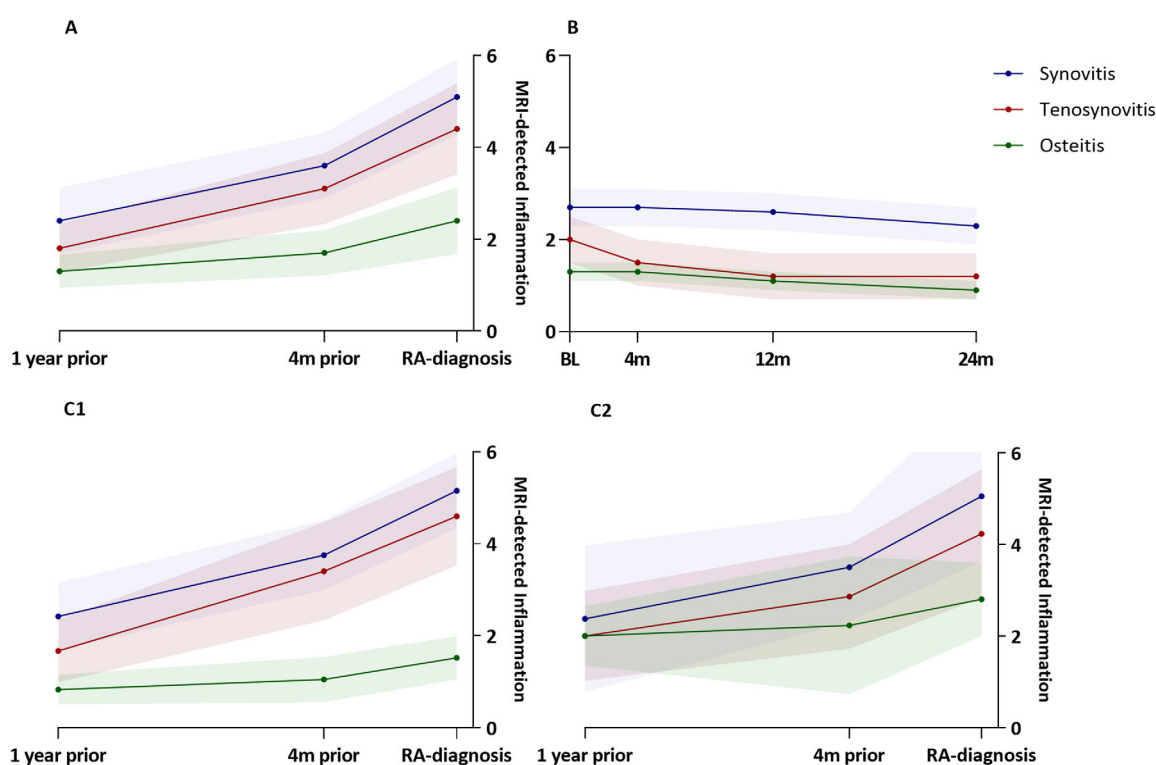 A
6
4
2
0
MRI-detected Inflammation
1 year prior
4m prior
RA-diagnosis
B
6
4
2
0
BL
4m
12m
24m
Synovitis
Tenosynovitis
Osteitis
C1
6
4
2
0
MRI-detected Inflammation
1 year prior
4m prior
RA-diagnosis
C2
6
4
2
0
MRI-detected Inflammation
1 year prior
4m prior
RA-diagnosis